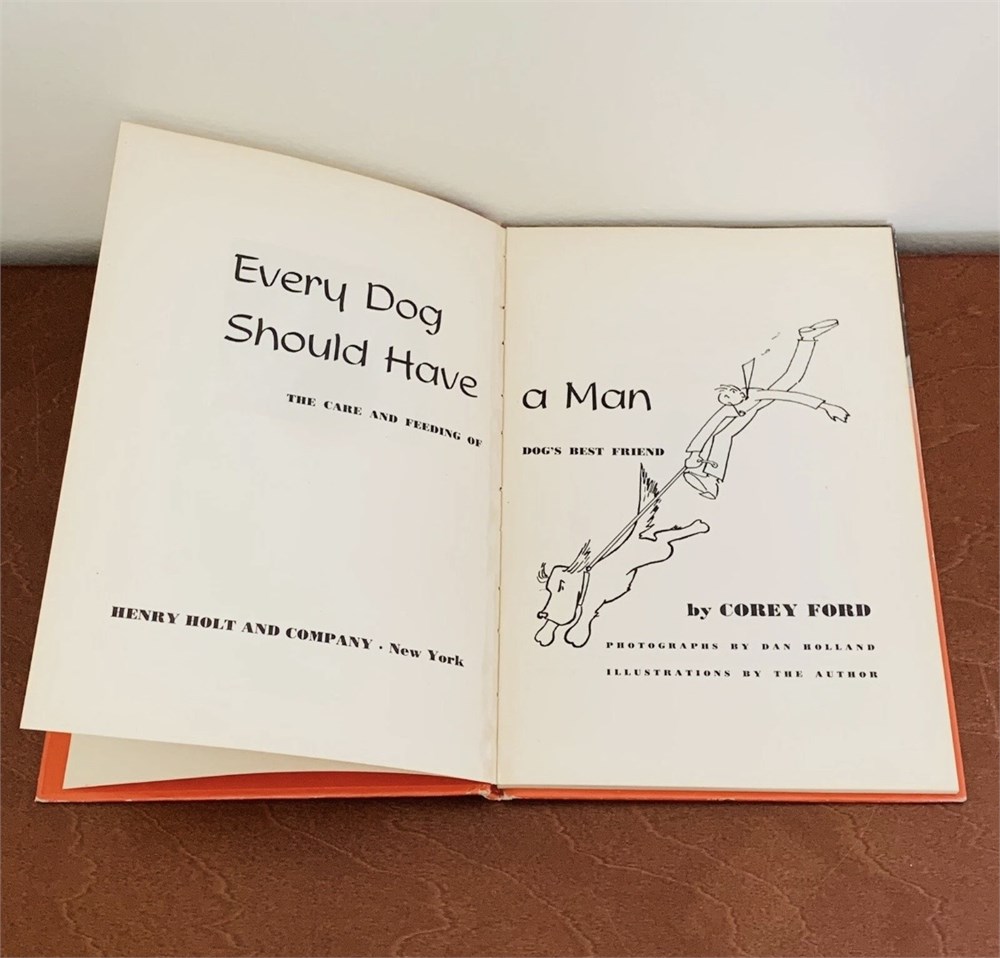 Every Dog
Should Have a Man
THE CARE AND FEEDING OF DOG'S BEST FRIEND
by COREY FORD
PHOTOGRAPHS BY DAN HOLLAND
ILLUSTRATIONS BY THE AUTHOR
HENRY HOLT AND COMPANY · New York